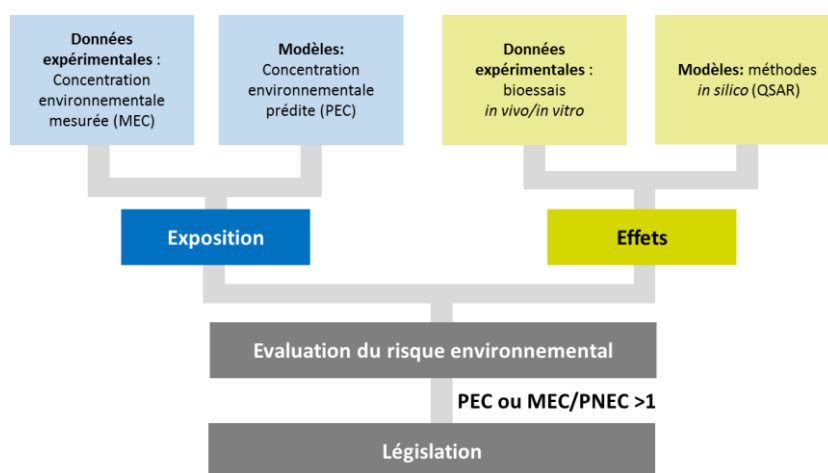 Données
expérimentales :
Concentration
environnementale
mesurée (MEC)
Modèles:
Concentration
environnementale
prédite (PEC)
Données
expérimentales :
bioessais
in vivo/in vitro
Modèles: méthodes
in silico (QSAR)
Exposition
Effets
Evaluation du risque environnemental
PEC ou MEC/PNEC >1
Législation